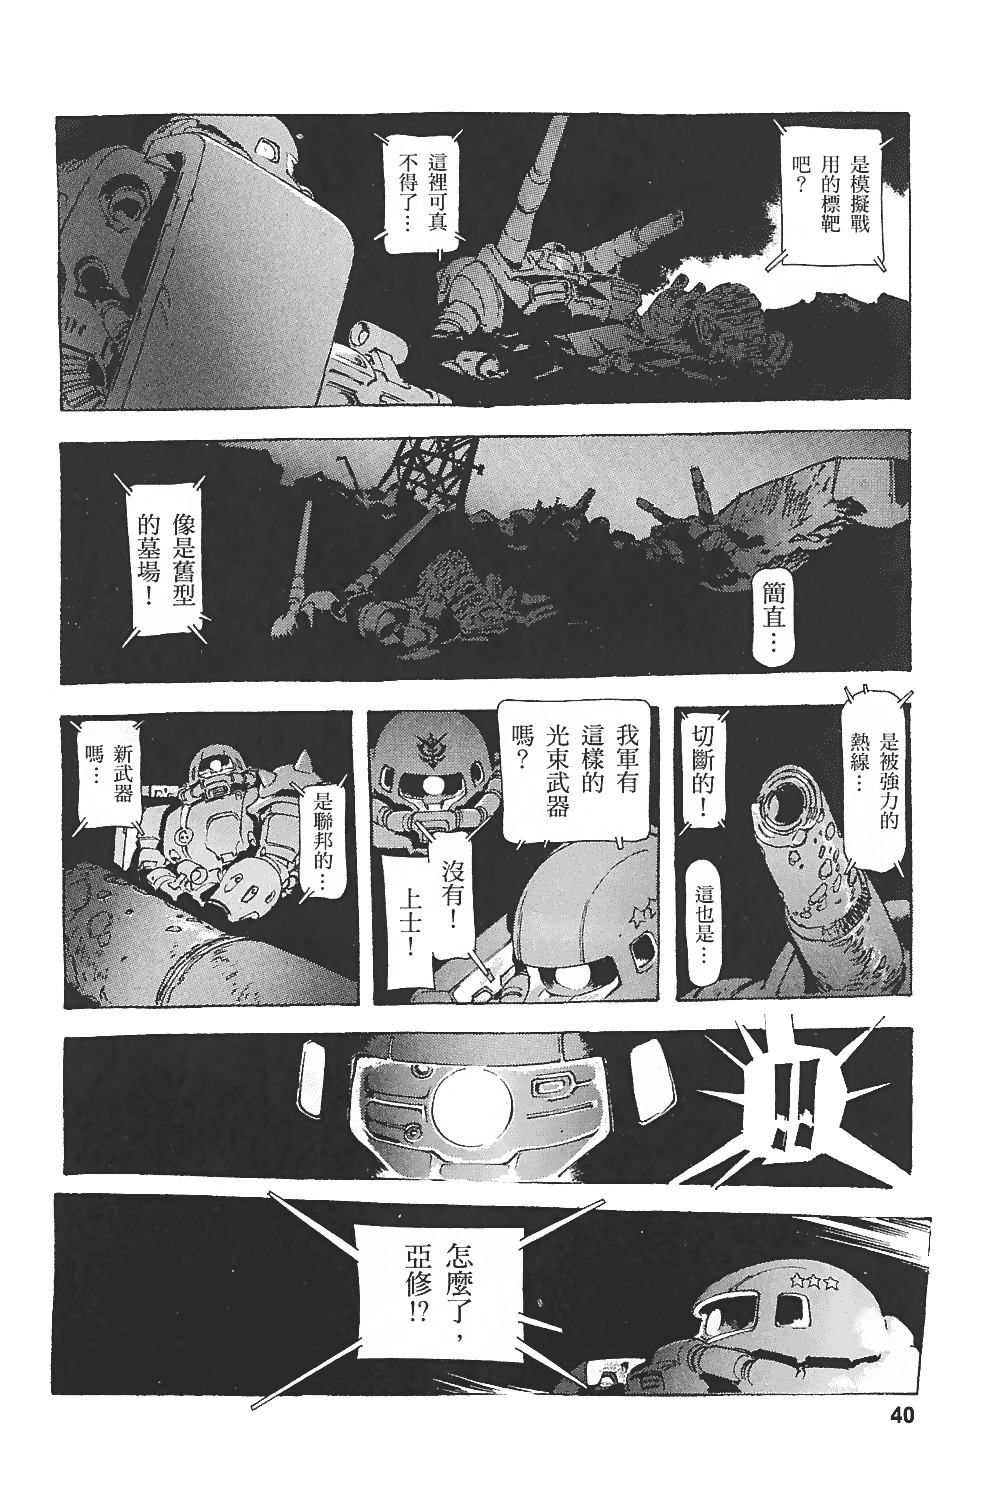 是模擬戰
用的標靶
吧？
這裡可真
不得了…
簡直…
像是舊型
的墓場！
是被強力的
熱線…
切斷的！
這也是…
我軍有
這樣的
光束武器
嗎？
沒有！
上士！
是聯邦的…
新武器
嗎…
!!
怎麼了，
亞修!?
40